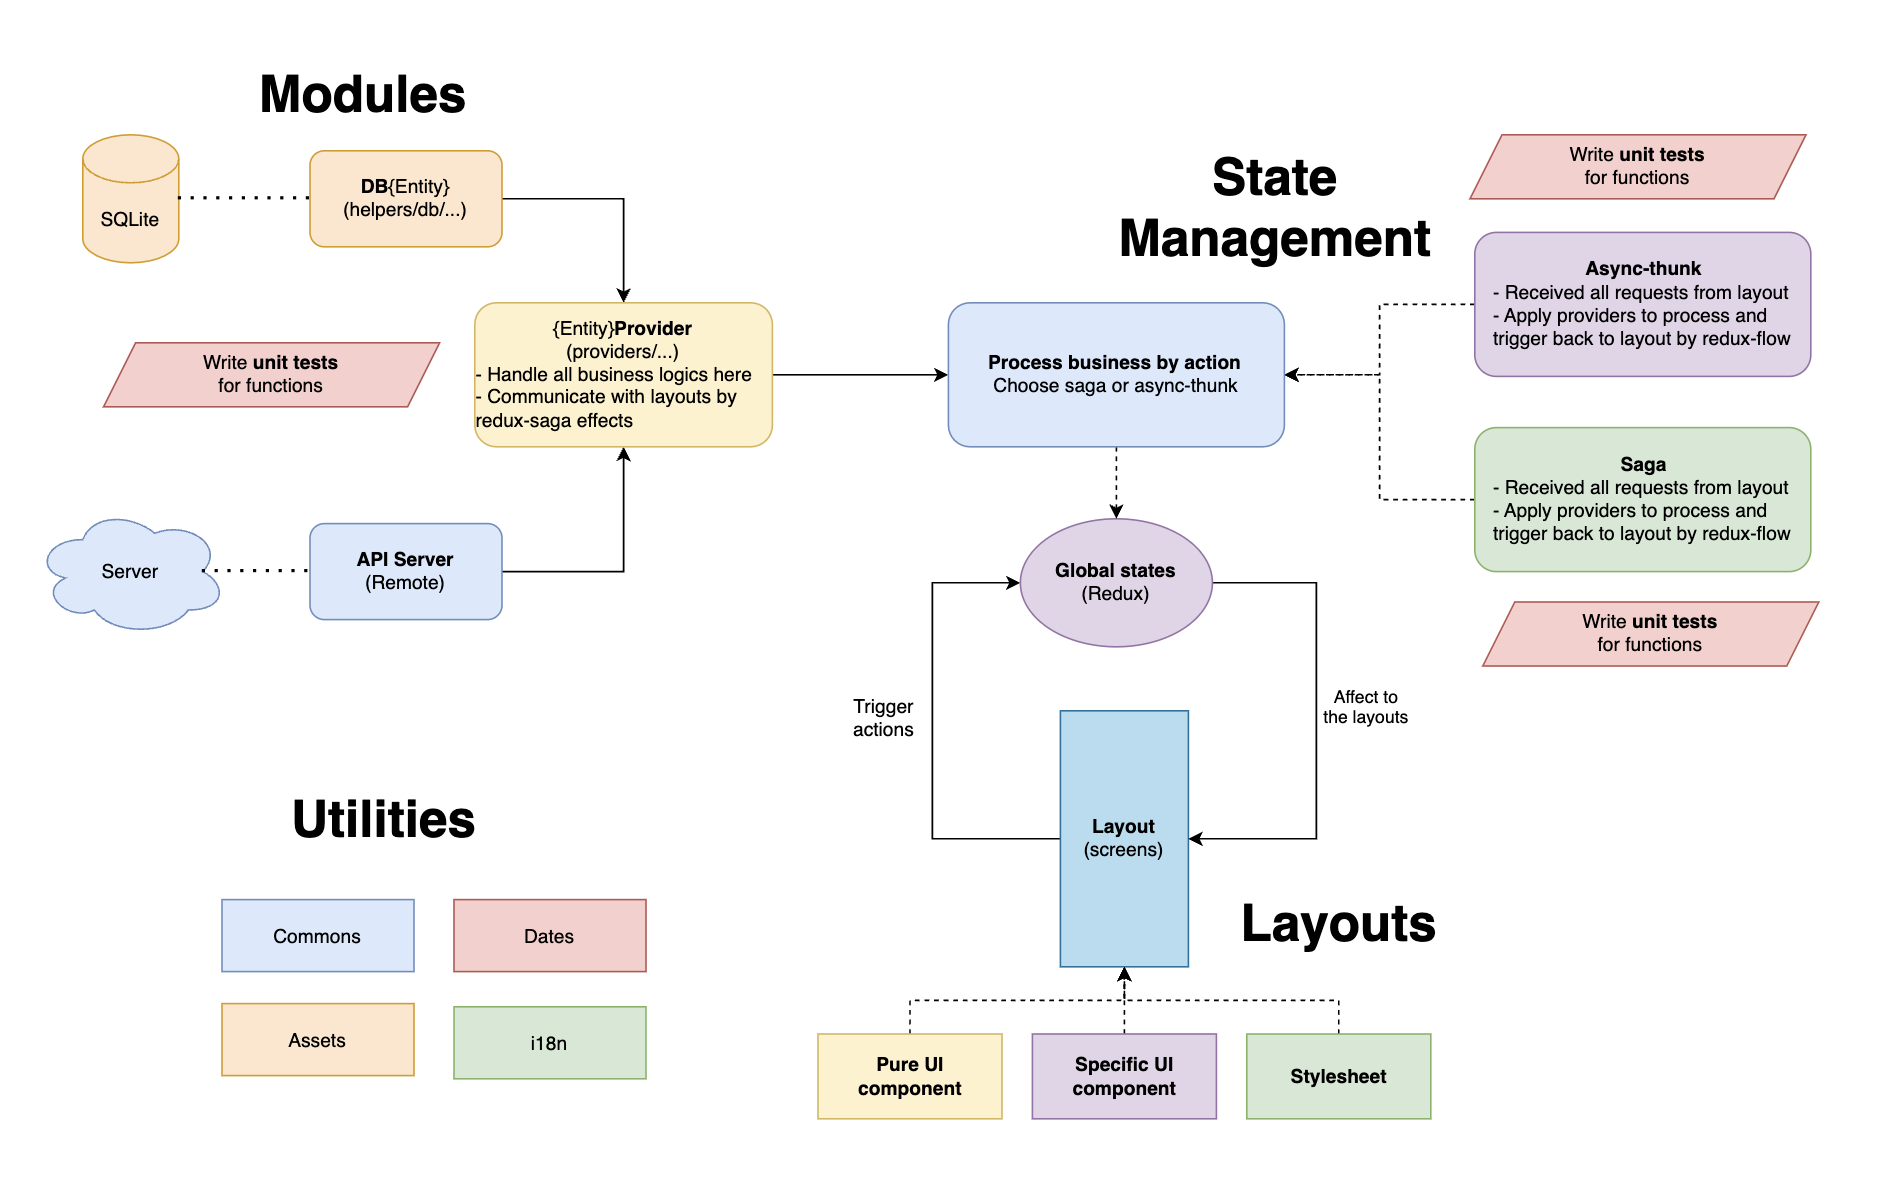 Modules
SQLite
DB{Entity}
(helpers/db/...)
Write unit tests
for functions
{Entity}Provider
(providers/...)
- Handle all business logics here
- Communicate with layouts by
redux-saga effects
Server
API Server
(Remote)
State
Management
Process business by action
Choose saga or async-thunk
Write unit tests
for functions
Async-thunk
- Received all requests from layout
- Apply providers to process and
trigger back to layout by redux-flow
Saga
- Received all requests from layout
- Apply providers to process and
trigger back to layout by redux-flow
Write unit tests
for functions
Global states
(Redux)
Trigger
actions
Affect to
the layouts
Layout
(screens)
Layouts
Pure UI
component
Specific UI
component
Stylesheet
Utilities
Commons
Dates
Assets
i18n